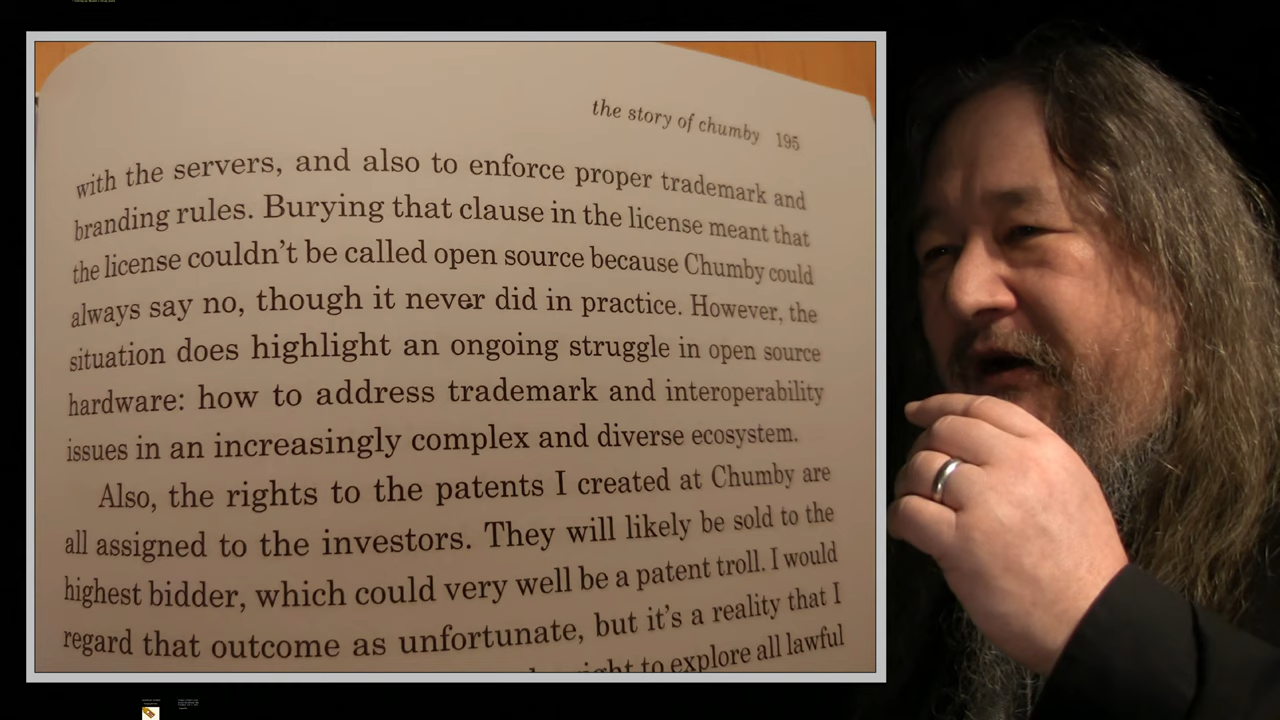 the story of chumby 195
with the servers, and also to enforce proper trademark and
branding rules. Burying that clause in the license meant that
the license couldn't be called open source because Chumby could
always say no, though it never did in practice. However, the
situation does highlight an ongoing struggle in open source
hardware: how to address trademark and interoperability
issues in an increasingly complex and diverse ecosystem.
Also, the rights to the patents I created at Chumby are
all assigned to the investors. They will likely be sold to the
highest bidder, which could very well be a patent troll. I would
regard that outcome as unfortunate, but it's a reality that I
to explore all lawful